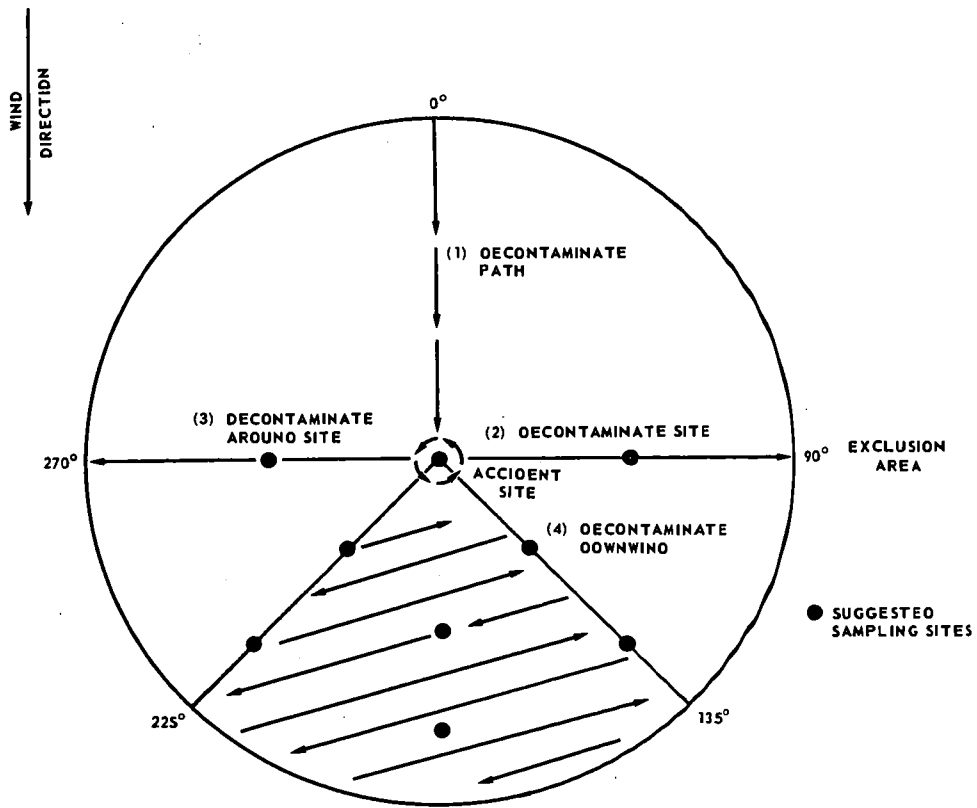 WIND
DIRECTION
0°
(1) OECONTAMINATE
PATH
(3) DECONTAMINATE
AROUNO SITE
(2) OECONTAMINATE SITE
270°
90°
EXCLUSION
AREA
ACCIOENT
SITE
(4) OECONTAMINATE
OOWNWINO
SUGGESTEO
SAMPLING SITES
225°
135°